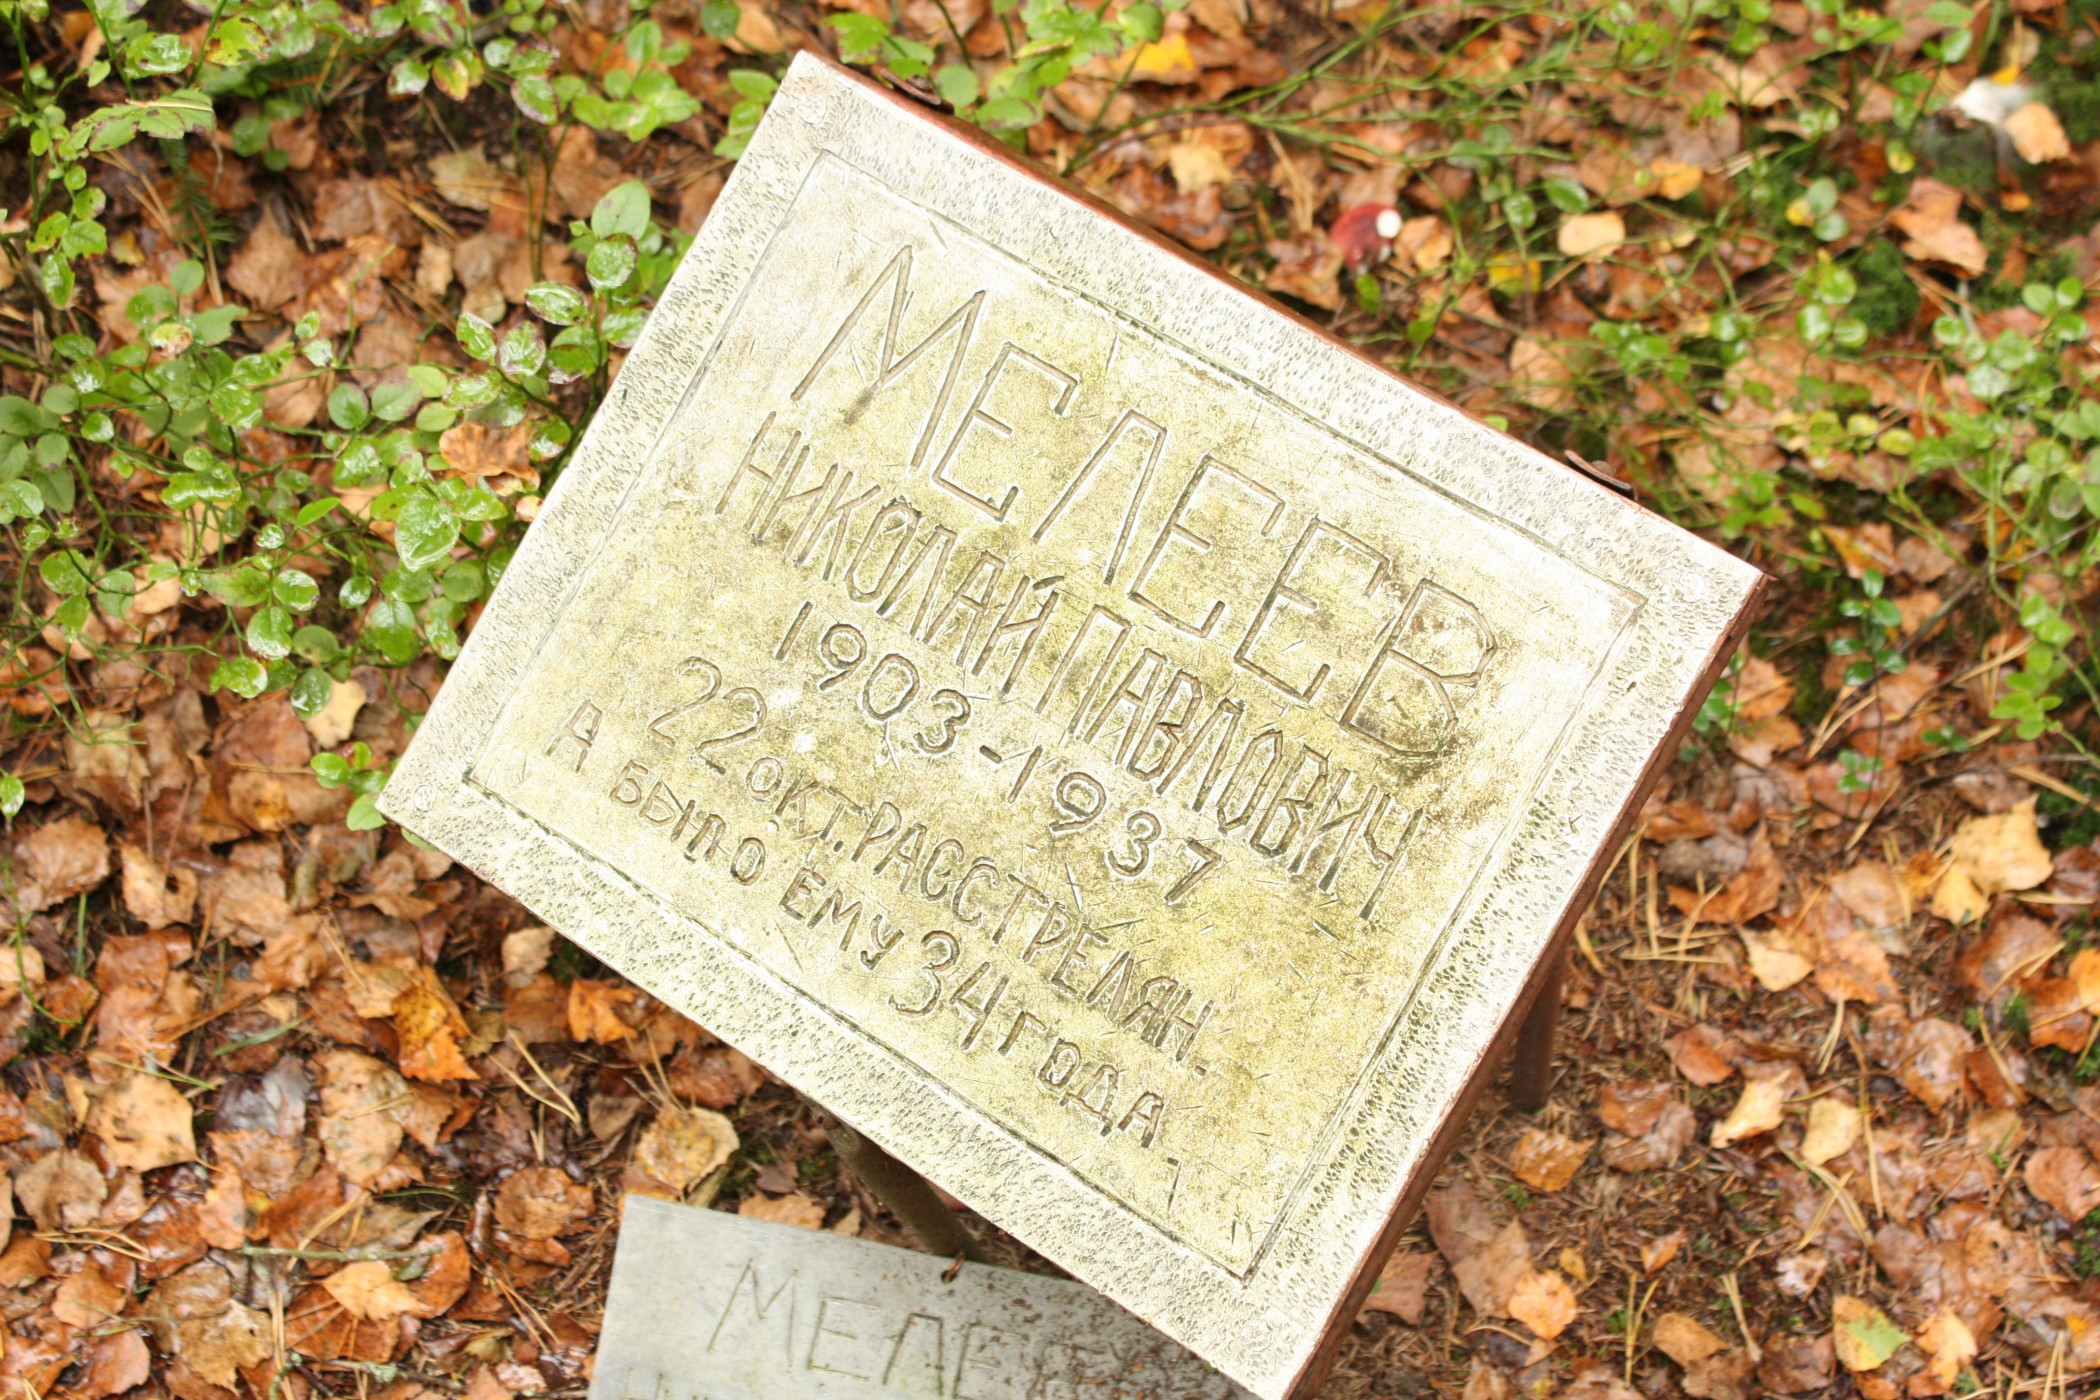 МЕЛЕЕВ
НИКОЛАЙ ПАВЛОВИЧ
1903-1937
22 окт. РАССТРЕЛЯН.
А БЫЛО ЕМУ 34 года
МЕЛЕ